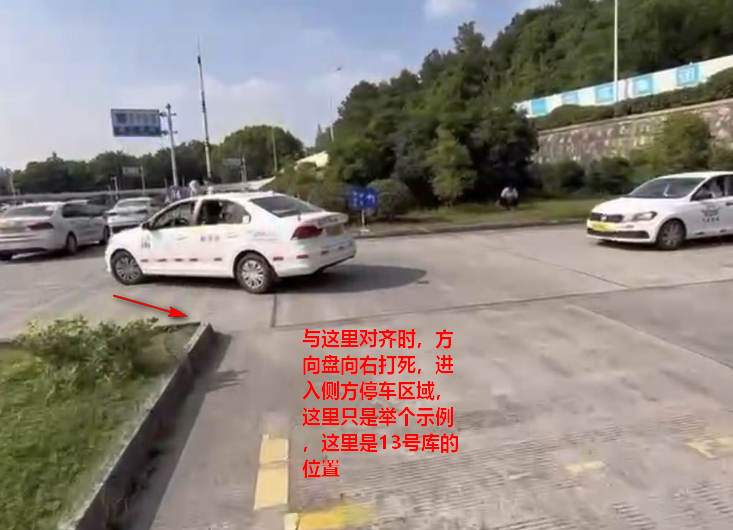 与这里对齐时，方
向盘向右打死，进
入侧方停车区域，
这里只是举个示例
，这里是13号库的
位置